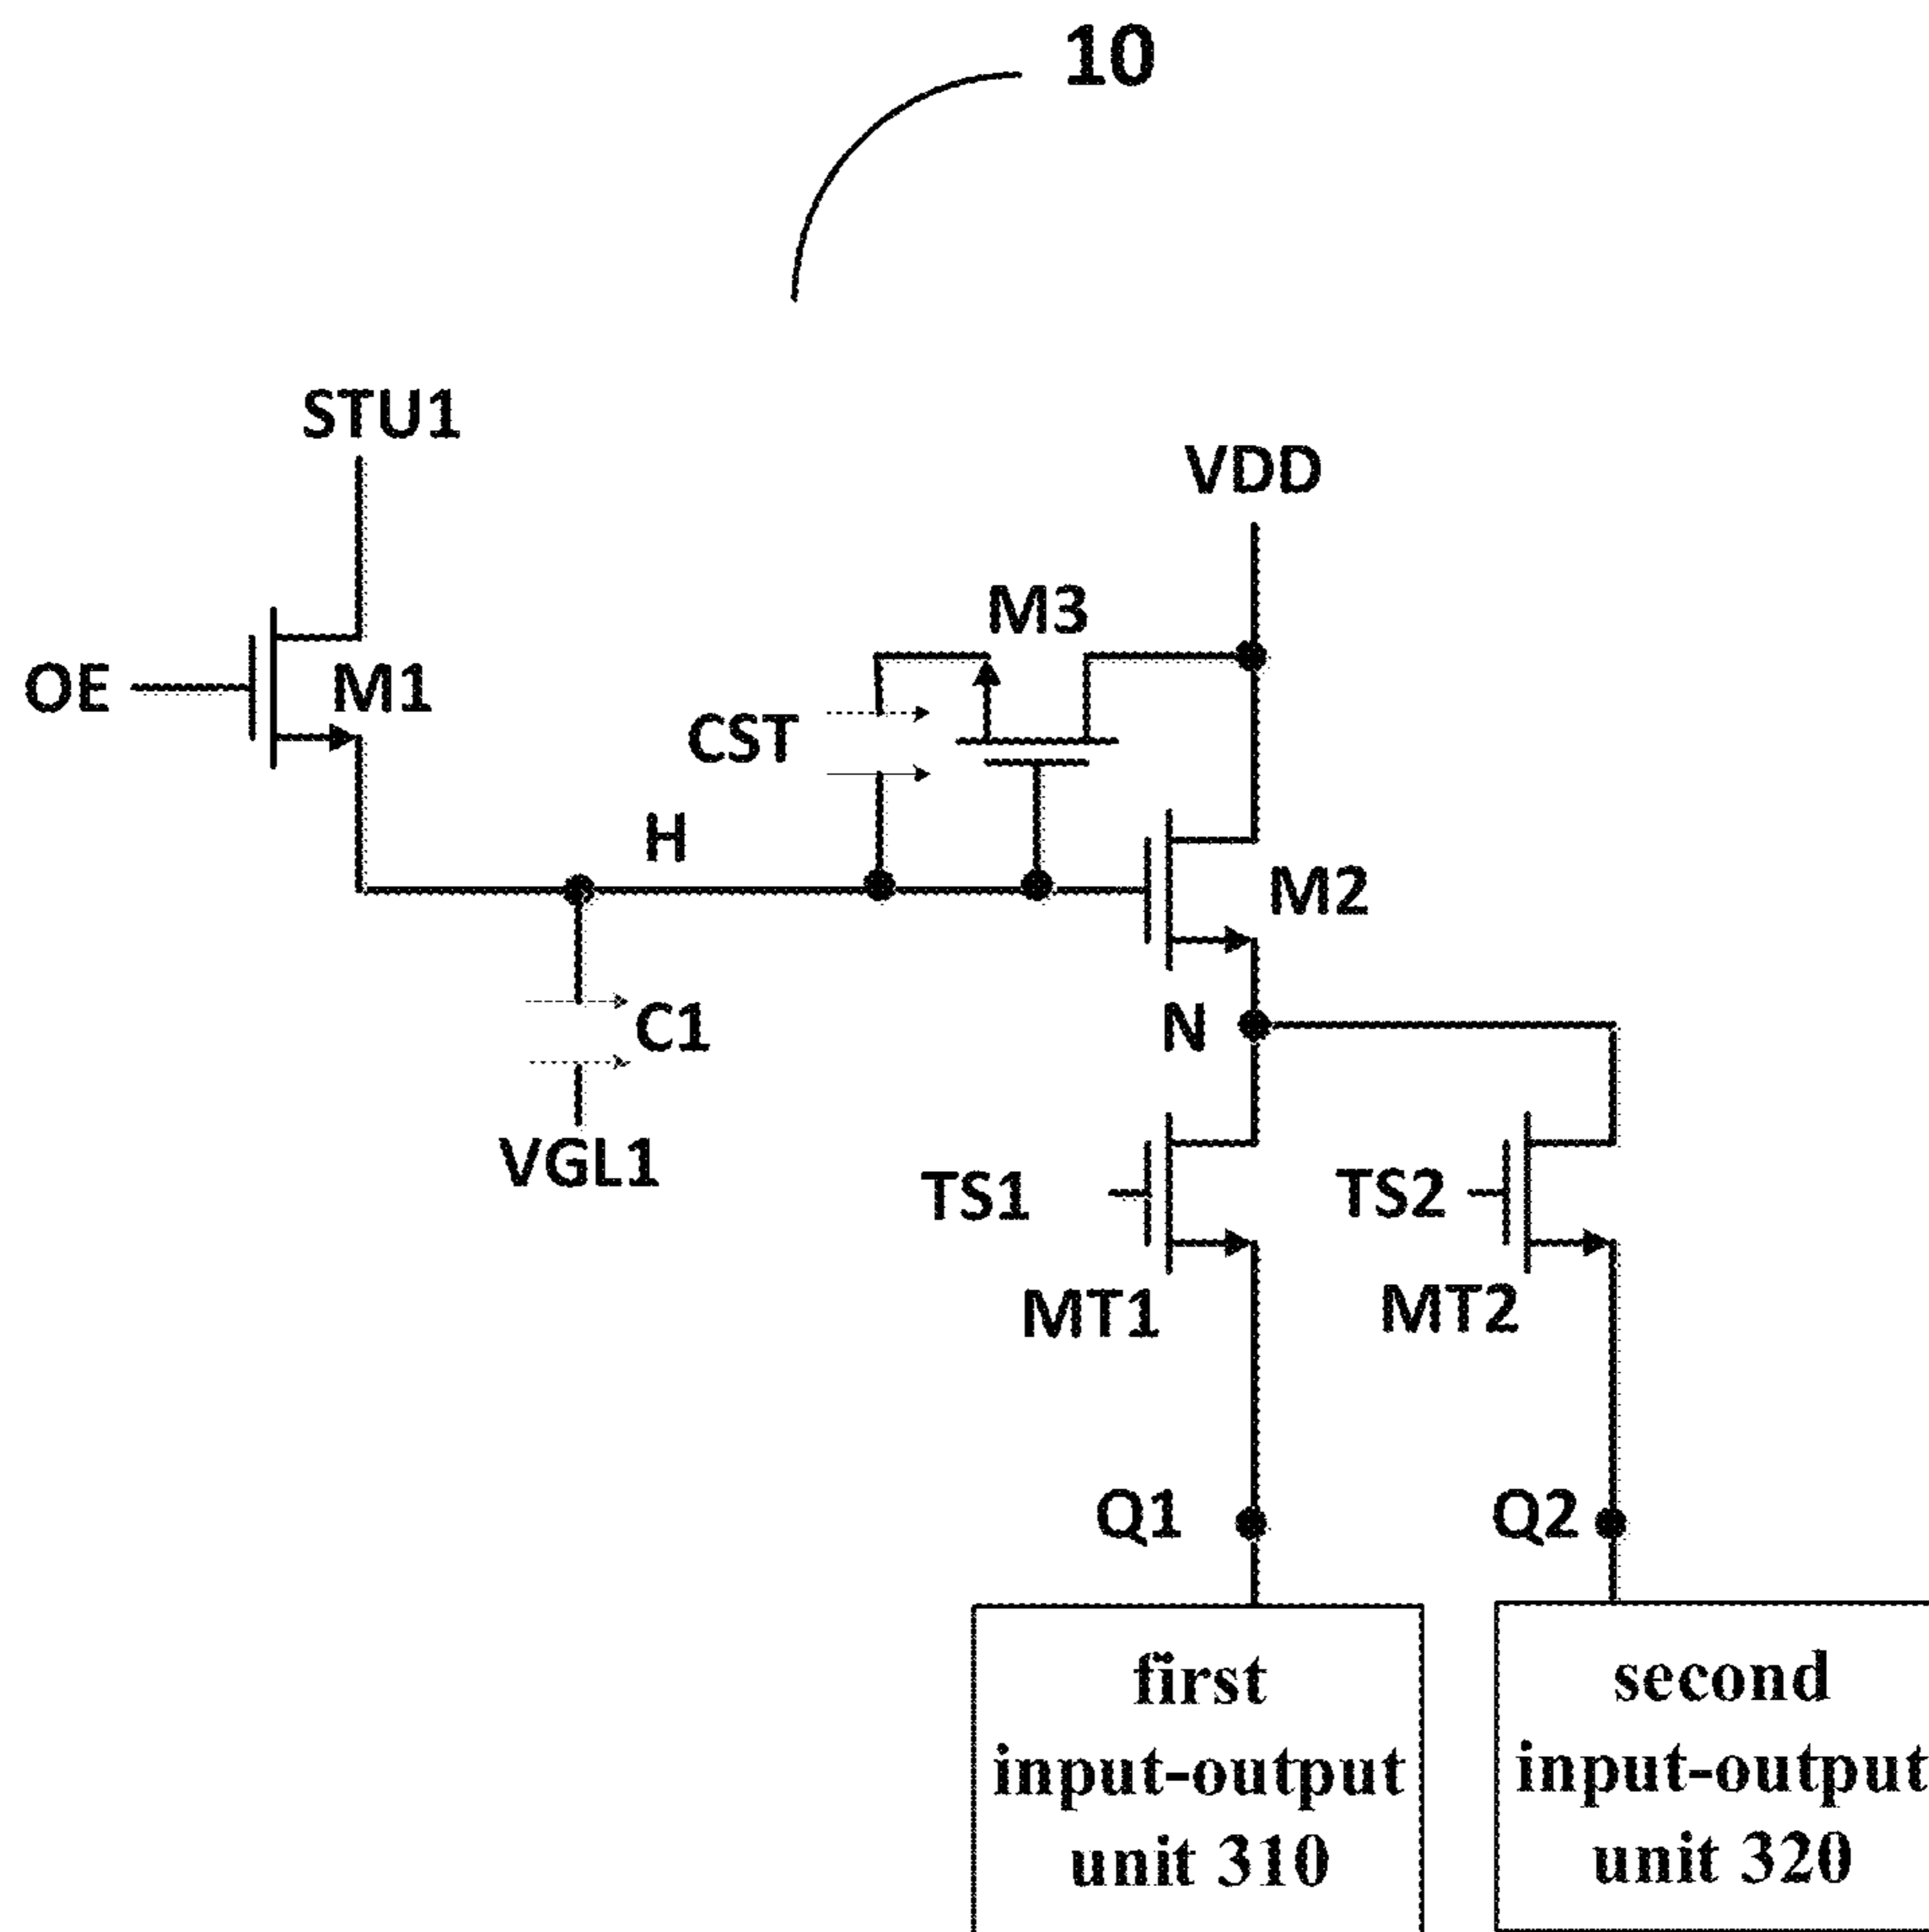 10
STU1
VDD
M3
OE
M1
CST
H
M2
C1
N
VGL1
TS1
TS2
MT1
MT2
Q1
Q2
first
input-output
unit 310
second
input-output
unit 320